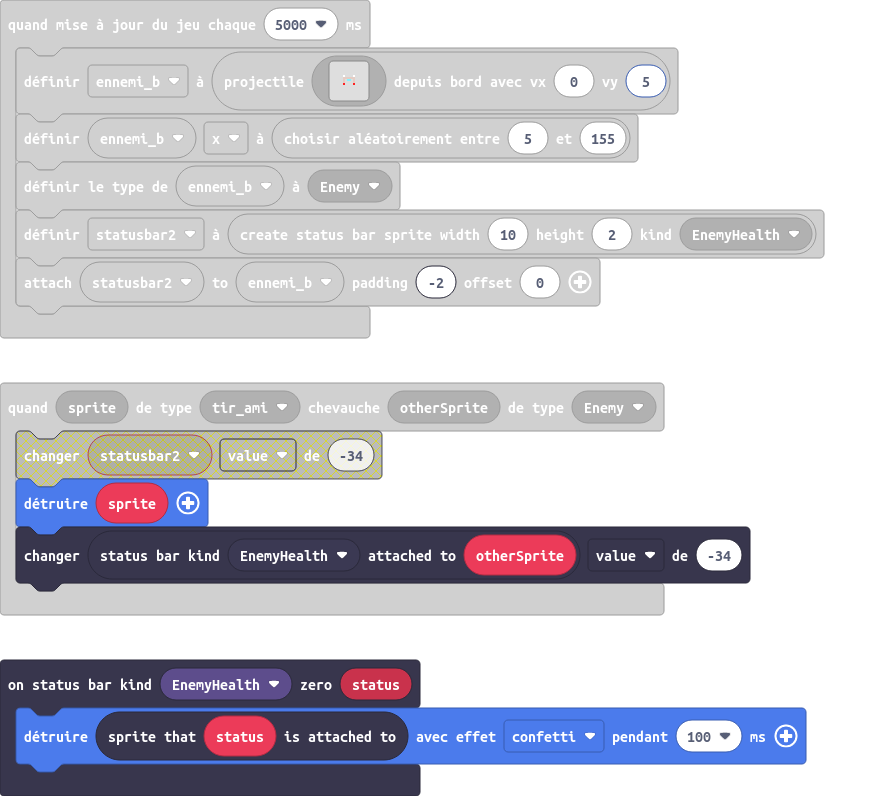 quand mise à jour du jeu chaque 5000 ms
définir ennemi_b à projectile depuis bord avec vx 0 vy 5
définir ennemi_b x à choisir aléatoirement entre 5 et 155
définir le type de ennemi_b à Enemy
définir statusbar2 à create status bar sprite width 10 height 2 kind EnemyHealth
attach statusbar2 to ennemi_b padding -2 offset 0
quand sprite de type tir_ami chevauche otherSprite de type Enemy
changer statusbar2 value de -34
détruire sprite
changer status bar kind EnemyHealth attached to otherSprite value de -34
on status bar kind EnemyHealth zero status
détruire sprite that status is attached to avec effet confetti pendant 100 ms